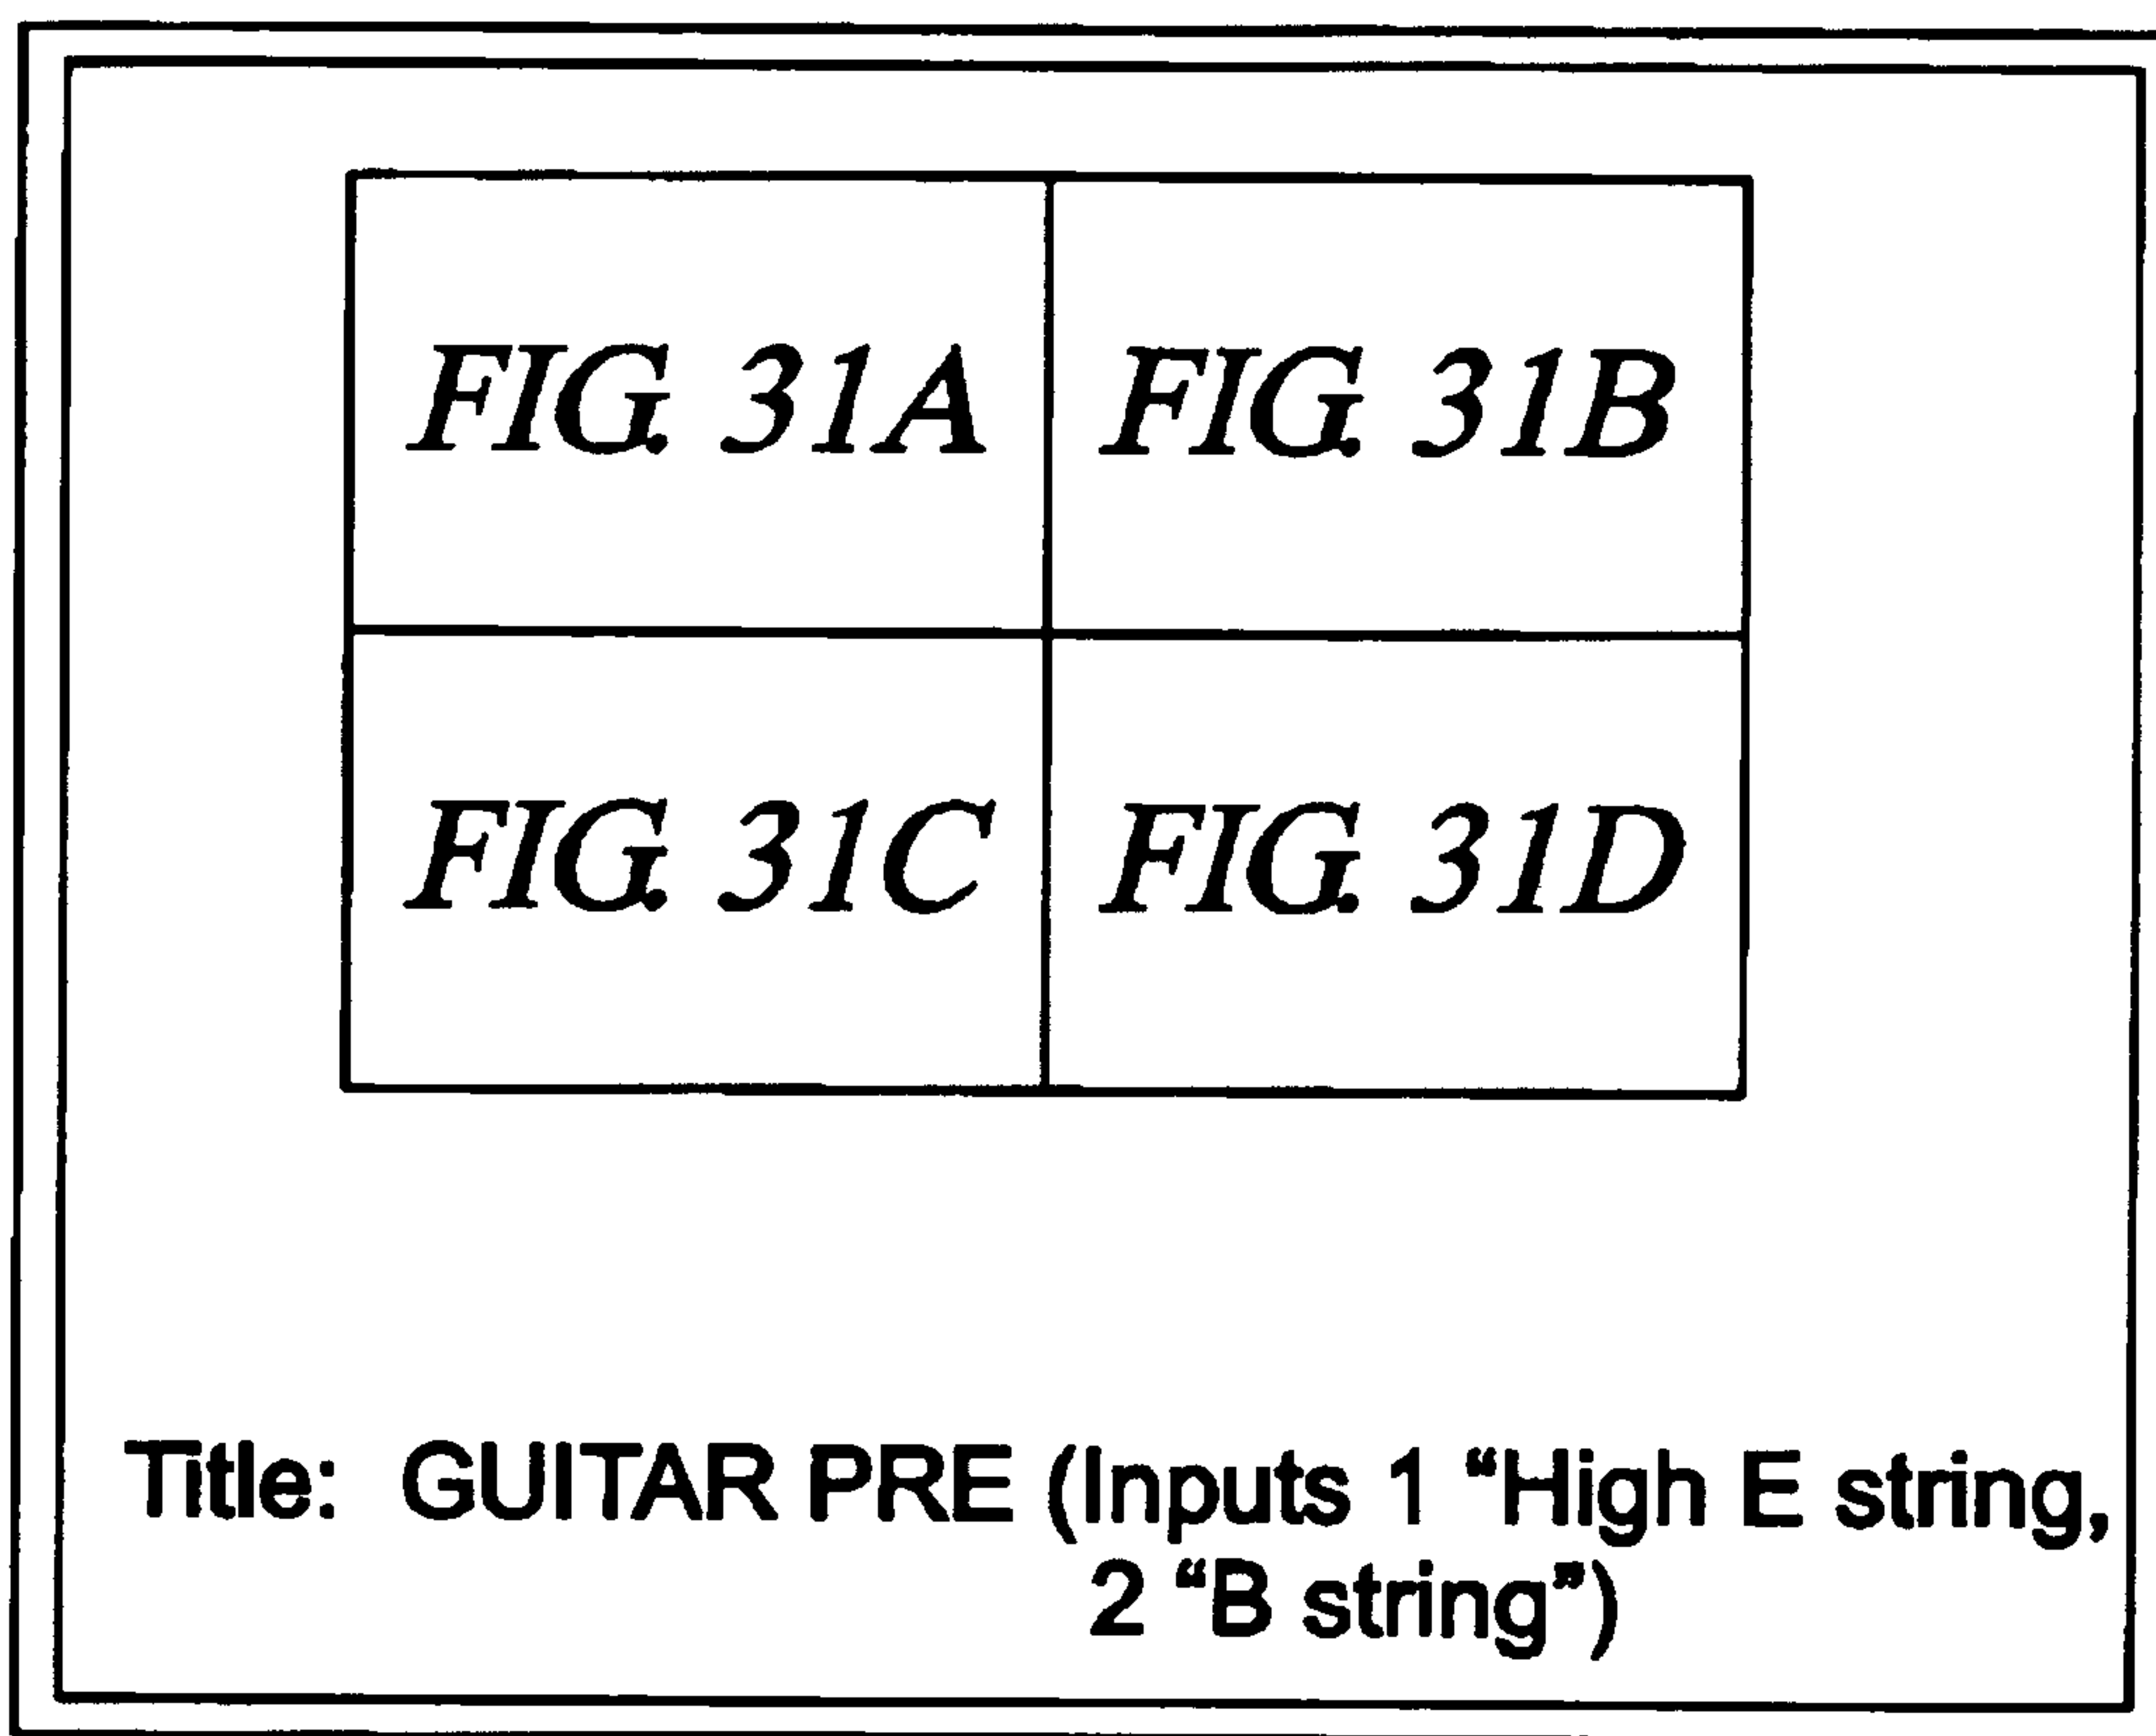 FIG. 31A
FIG. 31B
FIG. 31C
FIG. 31D
Title: GUITAR PRE (Inputs 1 “High E string,
2 “B string”)